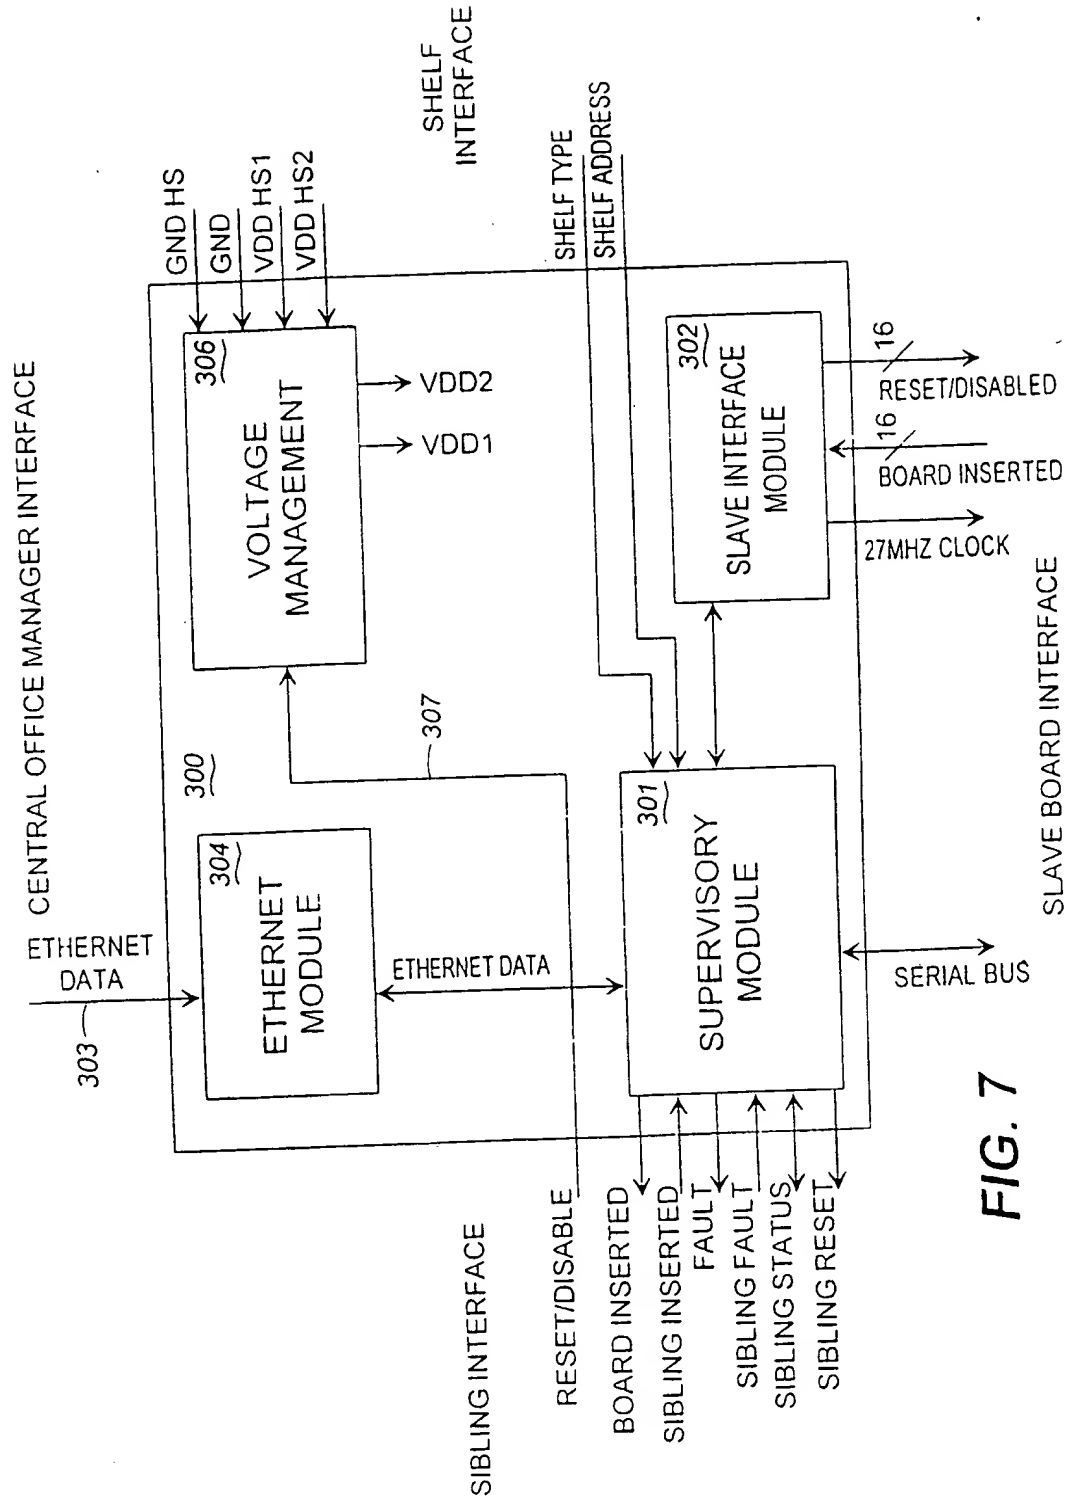 CENTRAL OFFICE MANAGER INTERFACE
ETHERNET
DATA
303
300
304
ETHERNET
MODULE
306
VOLTAGE
MANAGEMENT
GND HS
GND
VDD HS1
VDD HS2
VDD2
VDD1
SHELF
INTERFACE
307
ETHERNET DATA
SHELF TYPE
SHELF ADDRESS
SIBLING INTERFACE
RESET/DISABLE
BOARD INSERTED
SIBLING INSERTED
FAULT
SIBLING FAULT
SIBLING STATUS
SIBLING RESET
301
SUPERVISORY
MODULE
302
SLAVE INTERFACE
MODULE
SERIAL BUS
27MHZ CLOCK
16
BOARD INSERTED
16
RESET/DISABLED
SLAVE BOARD INTERFACE
FIG. 7